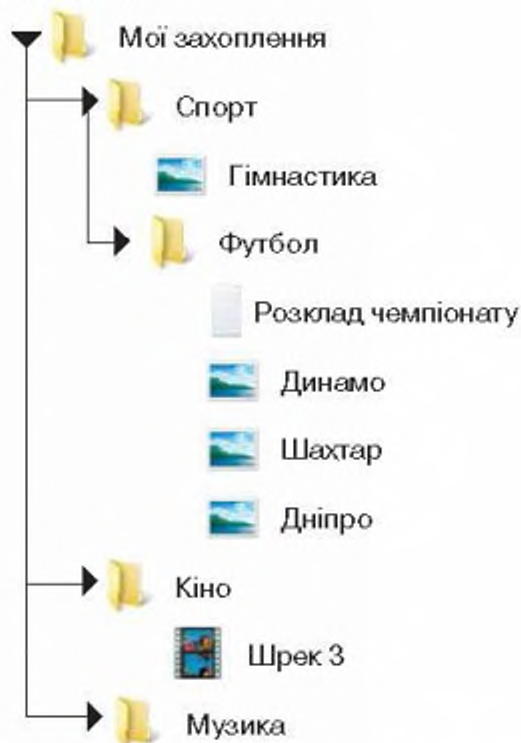 Мої захоплення
Спорт
Гімнастика
Футбол
Розклад чемпіонату
Динамо
Шахтар
Дніпро
Кіно
Шрек 3
Музика